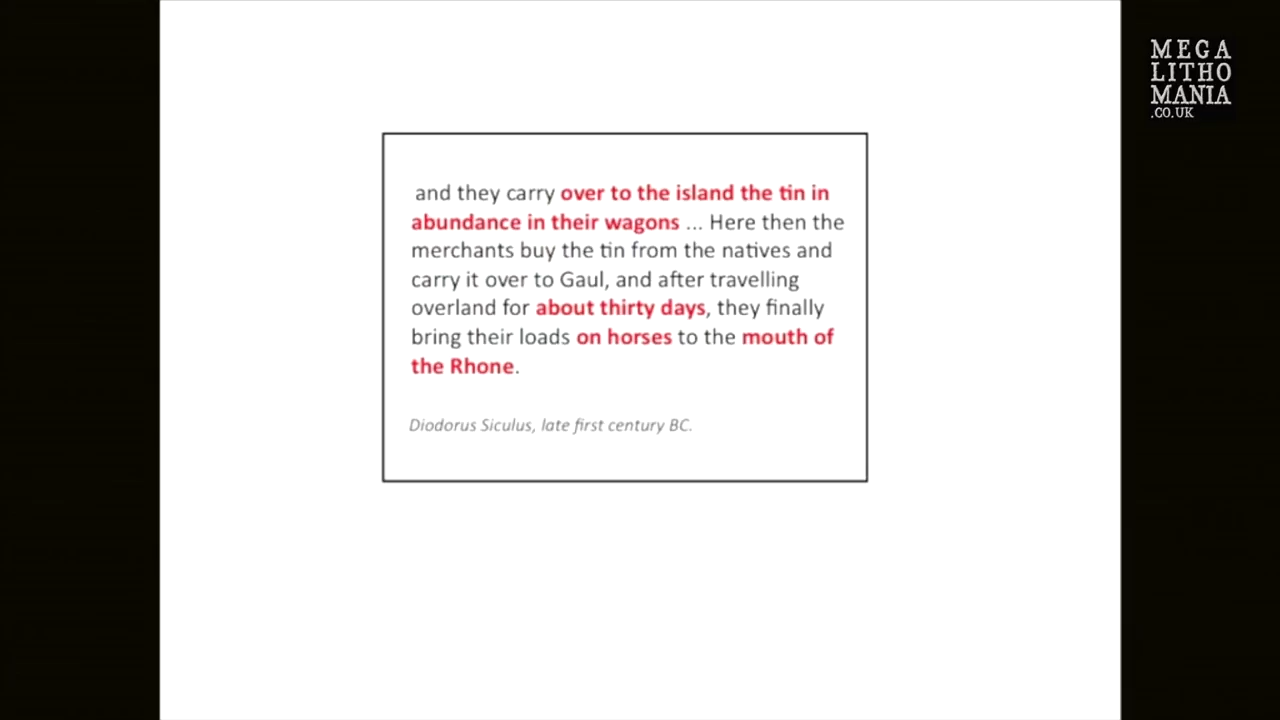 and they carry over to the island the tin in
abundance in their wagons ... Here then the
merchants buy the tin from the natives and
carry it over to Gaul, and after travelling
overland for about thirty days, they finally
bring their loads on horses to the mouth of
the Rhone.
Diodorus Siculus, late first century BC.
MEGA
LITHO
MANIA
.CO.UK